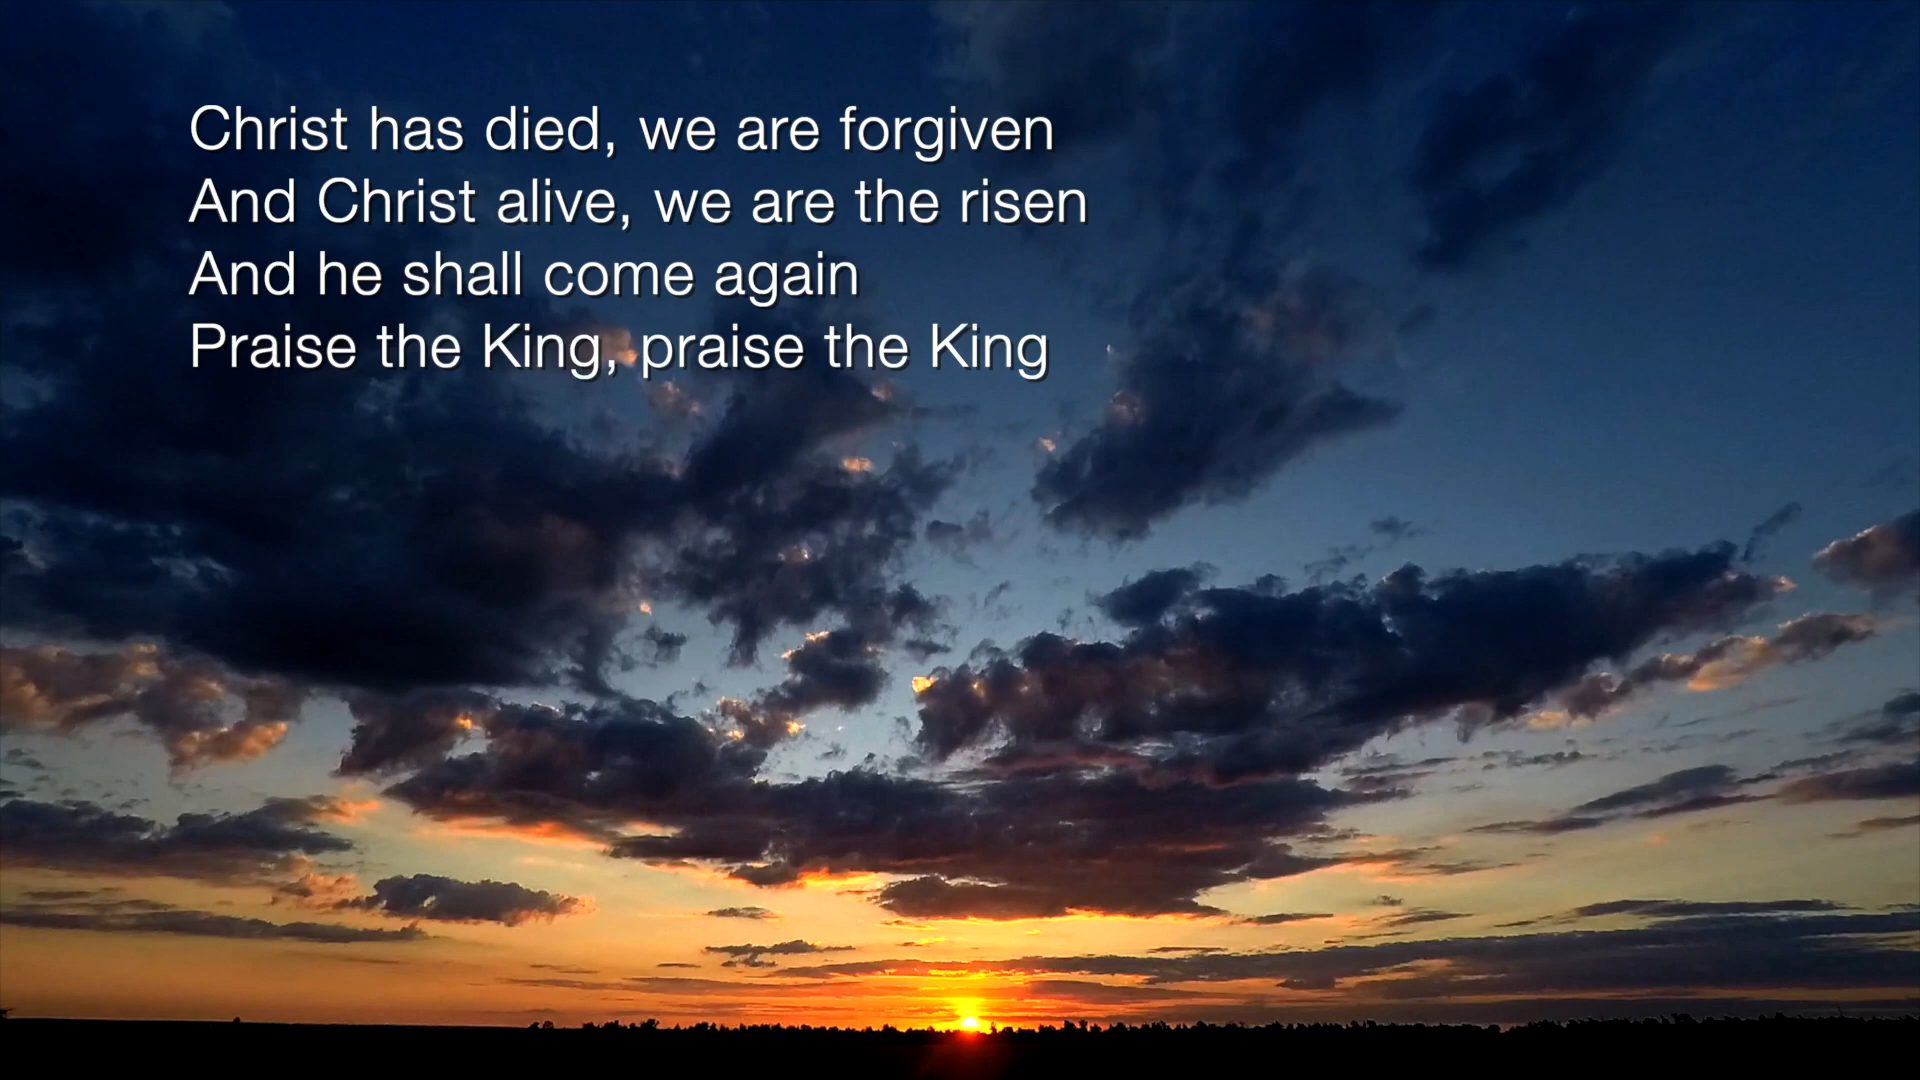 Christ has died, we are forgiven
And Christ alive, we are the risen
And he shall come again
Praise the King, praise the King